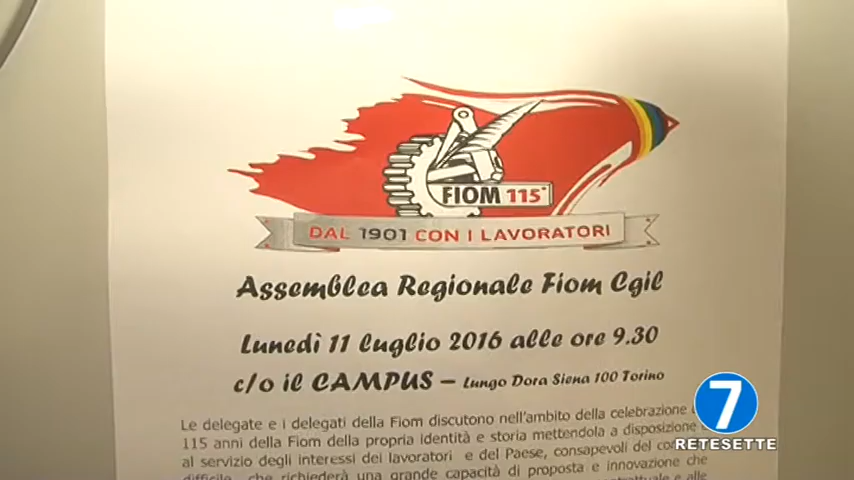 FIOM 115°
DAL 1901 CON I LAVORATORI
Assemblea Regionale Fiom Cgil
Lunedì 11 luglio 2016 alle ore 9.30
c/o il CAMPUS – Lungo Dora Siena 100 Torino
Le delegate e i delegati della Fiom discutono nell'ambito della celebrazione
115 anni della Fiom della propria identità e storia mettendola a disposizione
al servizio degli interessi dei lavoratori e del Paese, consapevoli del
difficile, che richiederà una grande capacità di proposta e innovazione che
7
RETESETTE